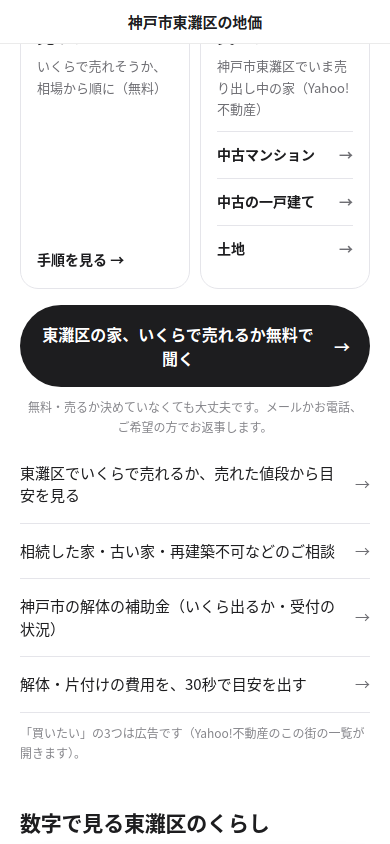 神戸市東灘区の地価
いくらで売れそうか、
相場から順に（無料）
手順を見る →
神戸市東灘区でいま売
り出し中の家（Yahoo!
不動産）
中古マンション →
中古の一戸建て →
土地 →
東灘区の家、いくらで売れるか無料で
聞く →
無料・売るか決めていなくても大丈夫です。メールかお電話、
ご希望の方でお返事します。
東灘区でいくらで売れるか、売れた値段から目
安を見る →
相続した家・古い家・再建築不可などのご相談 →
神戸市の解体の補助金（いくら出るか・受付の
状況） →
解体・片付けの費用を、30秒で目安を出す →
「買いたい」の3つは広告です（Yahoo!不動産のこの街の一覧が
開きます）。
数字で見る東灘区のくらし